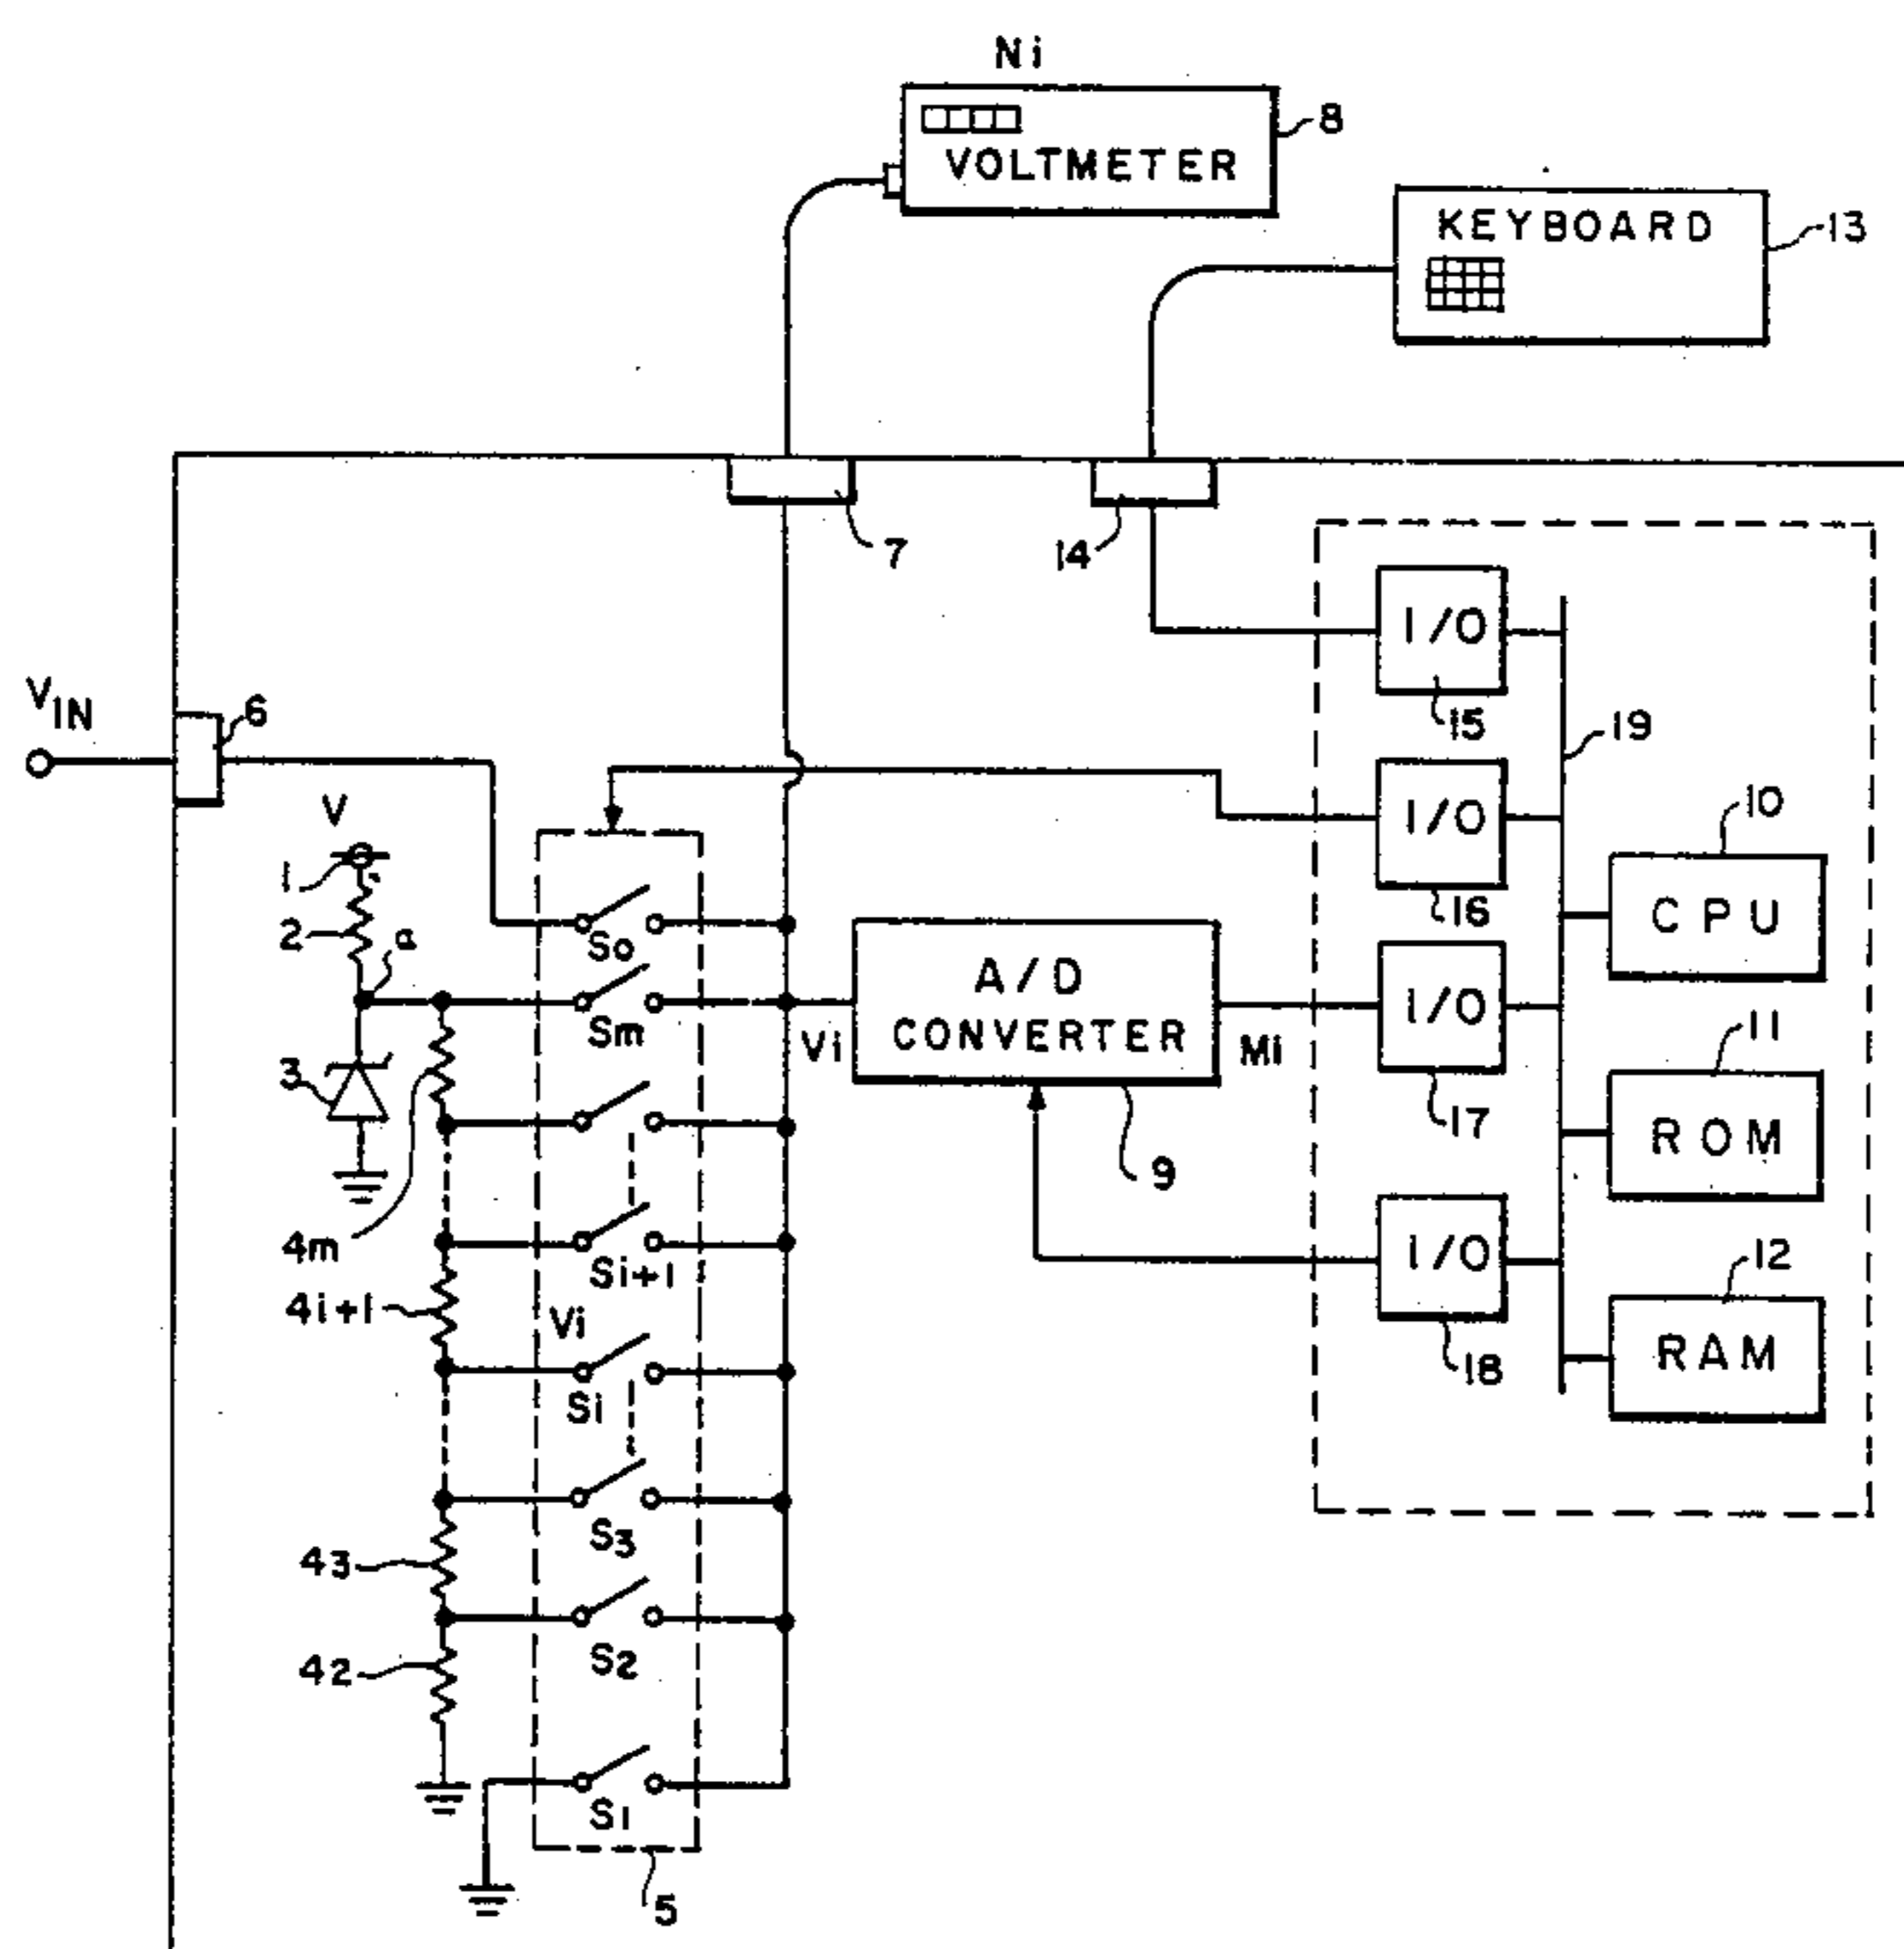 Ni
8
VOLTMETER
KEYBOARD
13
7
14
I/O
15
19
VIN
6
V
1
2
a
I/O
16
10
CPU
So
Sm
Vi
A/D
CONVERTER
Mi
9
I/O
17
11
ROM
3
4m
Si+1
4i+1
Vi
Si
I/O
18
12
RAM
S3
43
S2
42
S1
5